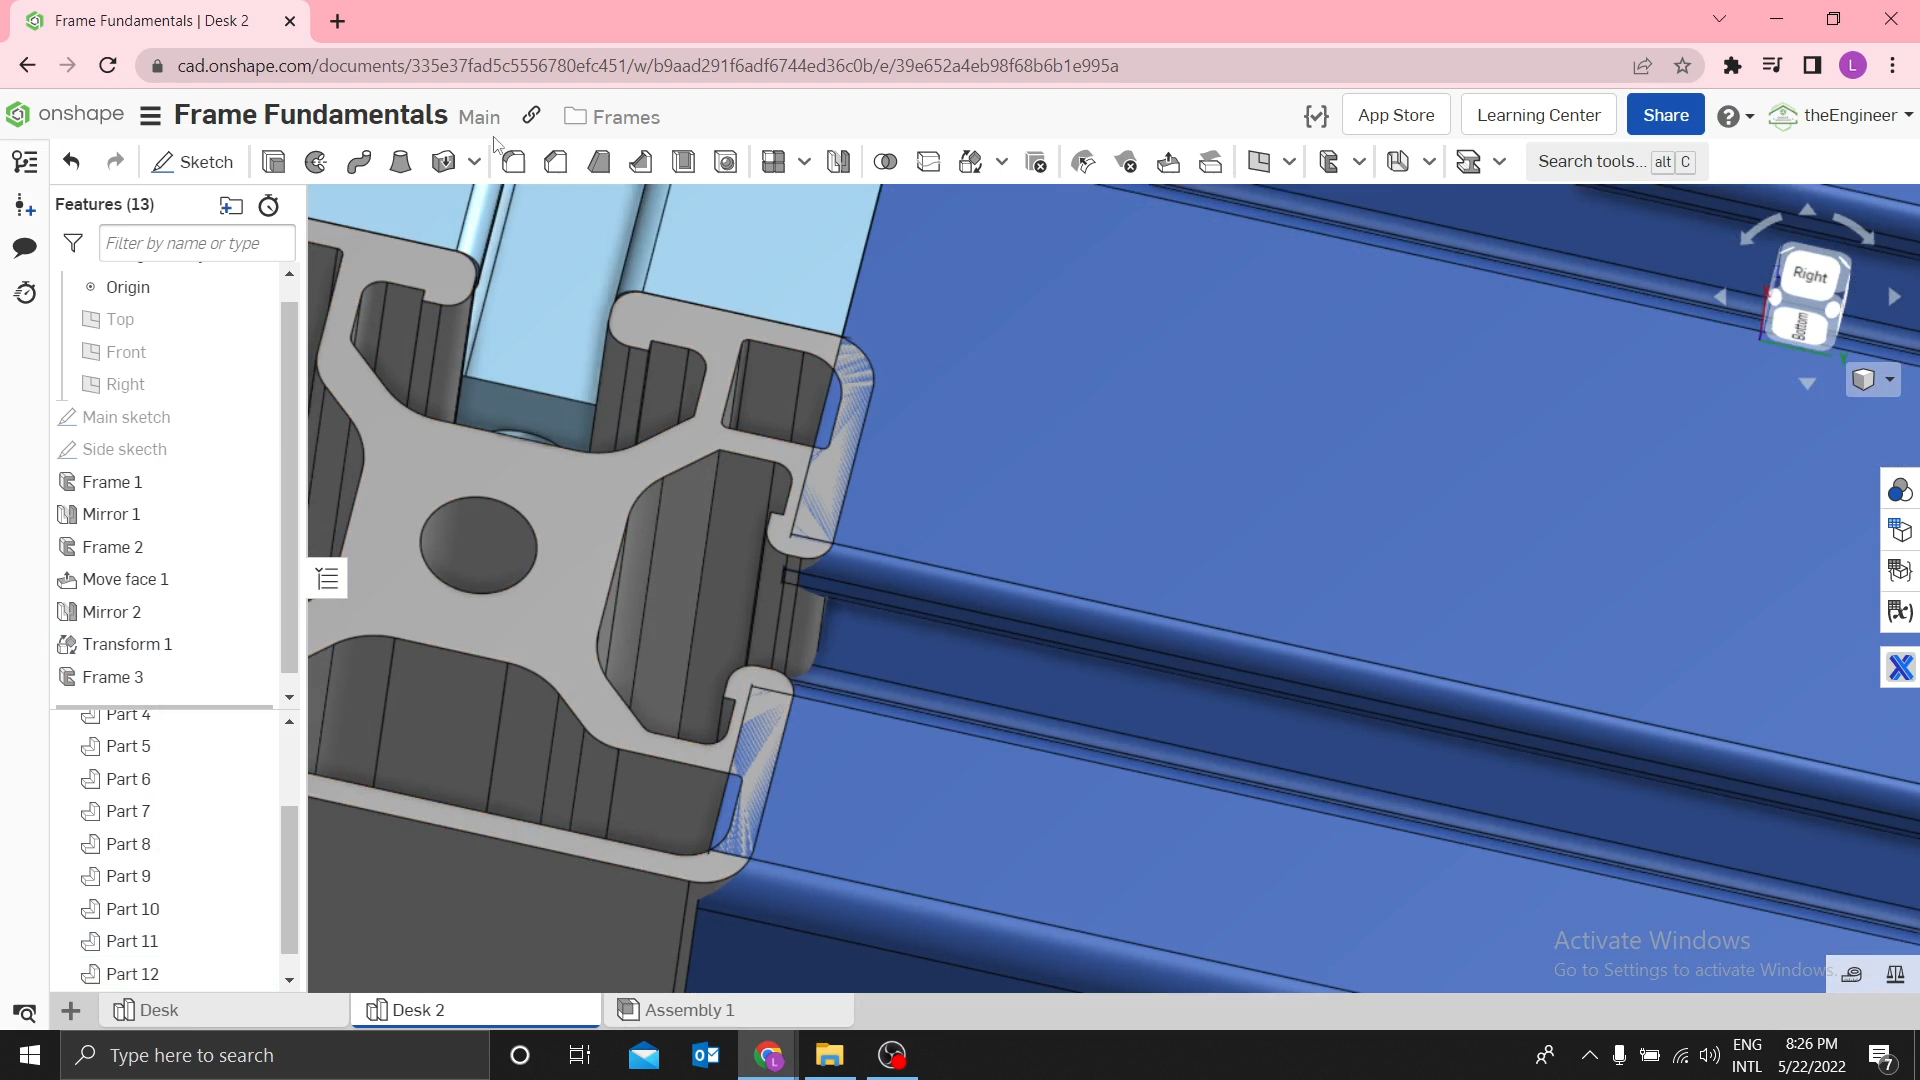 Frame Fundamentals | Desk 2
cad.onshape.com/documents/335e37fad5c5556780efc451/w/b9aad291f6adf6744ed36c0b/e/39e652a4eb98f68b6b1e995a
L
onshape
Frame Fundamentals
Main
Frames
App Store
Learning Center
Share
theEngineer
Sketch
Search tools...
alt
C
Features (13)
Filter by name or type
Origin
Top
Front
Right
Main sketch
Side skecth
Frame 1
Mirror 1
Frame 2
Move face 1
Mirror 2
Transform 1
Frame 3
Part 4
Part 5
Part 6
Part 7
Part 8
Part 9
Part 10
Part 11
Part 12
Right
Bottom
Activate Windows
Go to Settings to activate Windows.
Desk
Desk 2
Assembly 1
Type here to search
ENG
INTL
8:26 PM
5/22/2022
7